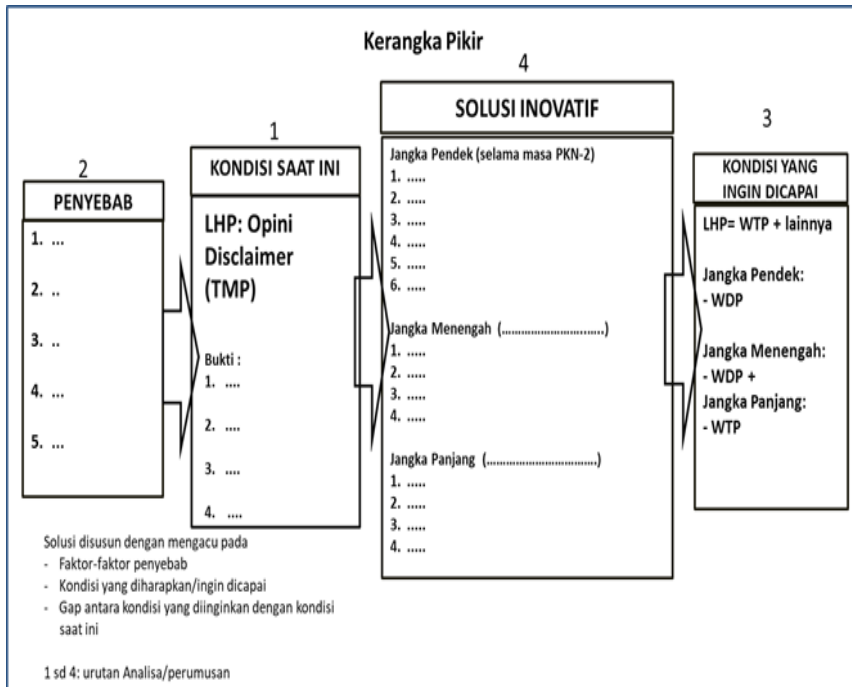 Kerangka Pikir
2
PENYEBAB
1. ...
2. ..
3. ..
4. ...
5. ...
1
KONDISI SAAT INI
LHP: Opini
Disclaimer
(TMP)
Bukti :
1. ....
2. ....
3. ....
4. ....
4
SOLUSI INOVATIF
Jangka Pendek (selama masa PKN-2)
1. .....
2. .....
3. .....
4. .....
5. .....
6. .....
Jangka Menengah (............................)
1. .....
2. .....
3. .....
4. .....
Jangka Panjang (.................................)
1. .....
2. .....
3. .....
4. .....
3
KONDISI YANG
INGIN DICAPAI
LHP= WTP + lainnya
Jangka Pendek:
- WDP
Jangka Menengah:
- WDP +
Jangka Panjang:
- WTP
Solusi disusun dengan mengacu pada
- Faktor-faktor penyebab
- Kondisi yang diharapkan/ingin dicapai
- Gap antara kondisi yang diinginkan dengan kondisi
saat ini
1 sd 4: urutan Analisa/perumusan